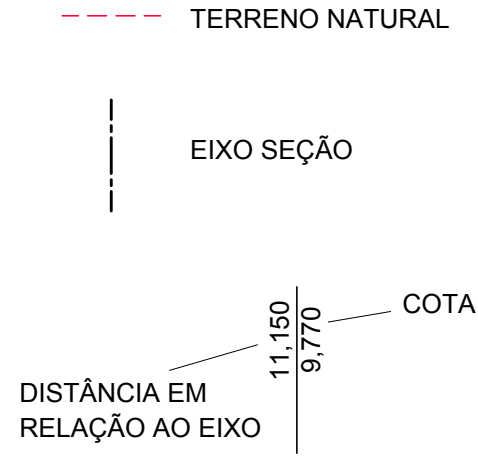 TERRENO NATURAL
EIXO SEÇÃO
11,150
9,770
COTA
DISTÂNCIA EM
RELAÇÃO AO EIXO